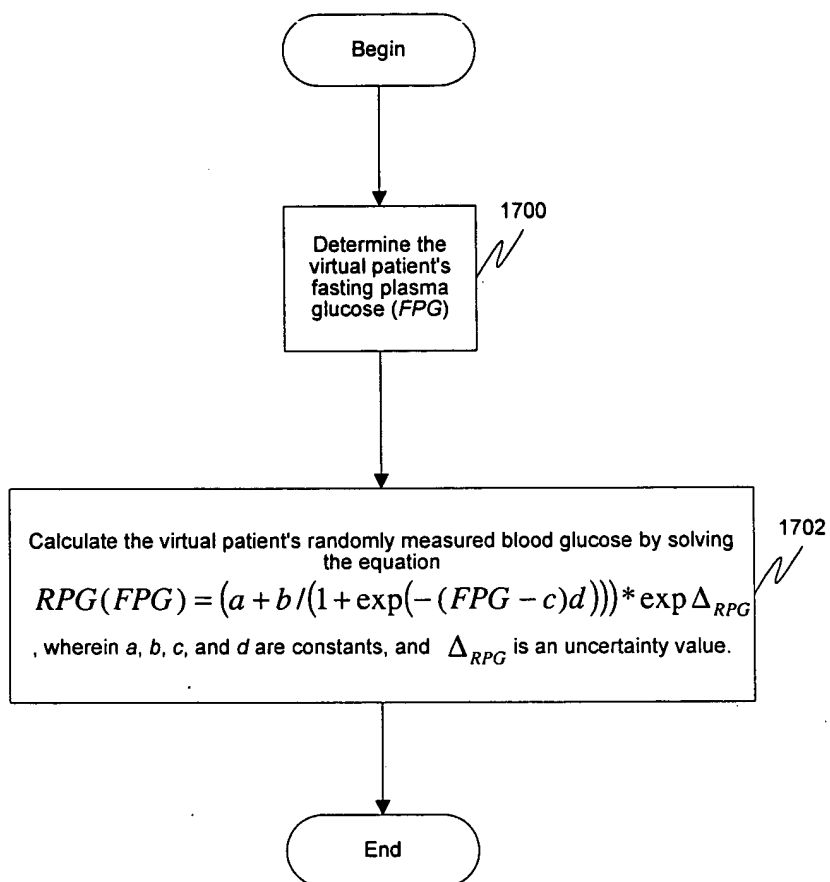 Begin
1700
Determine the
virtual patient's
fasting plasma
glucose (FPG)
1702
Calculate the virtual patient's randomly measured blood glucose by solving
the equation
RPG(FPG) = (a + b/(1 + exp(-(FPG - c)d))) * exp Δ_RPG
, wherein a, b, c, and d are constants, and Δ_RPG is an uncertainty value.
End